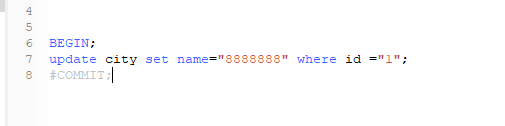 4
5
6 BEGIN;
7 update city set name="8888888" where id ="1";
8 #COMMIT;